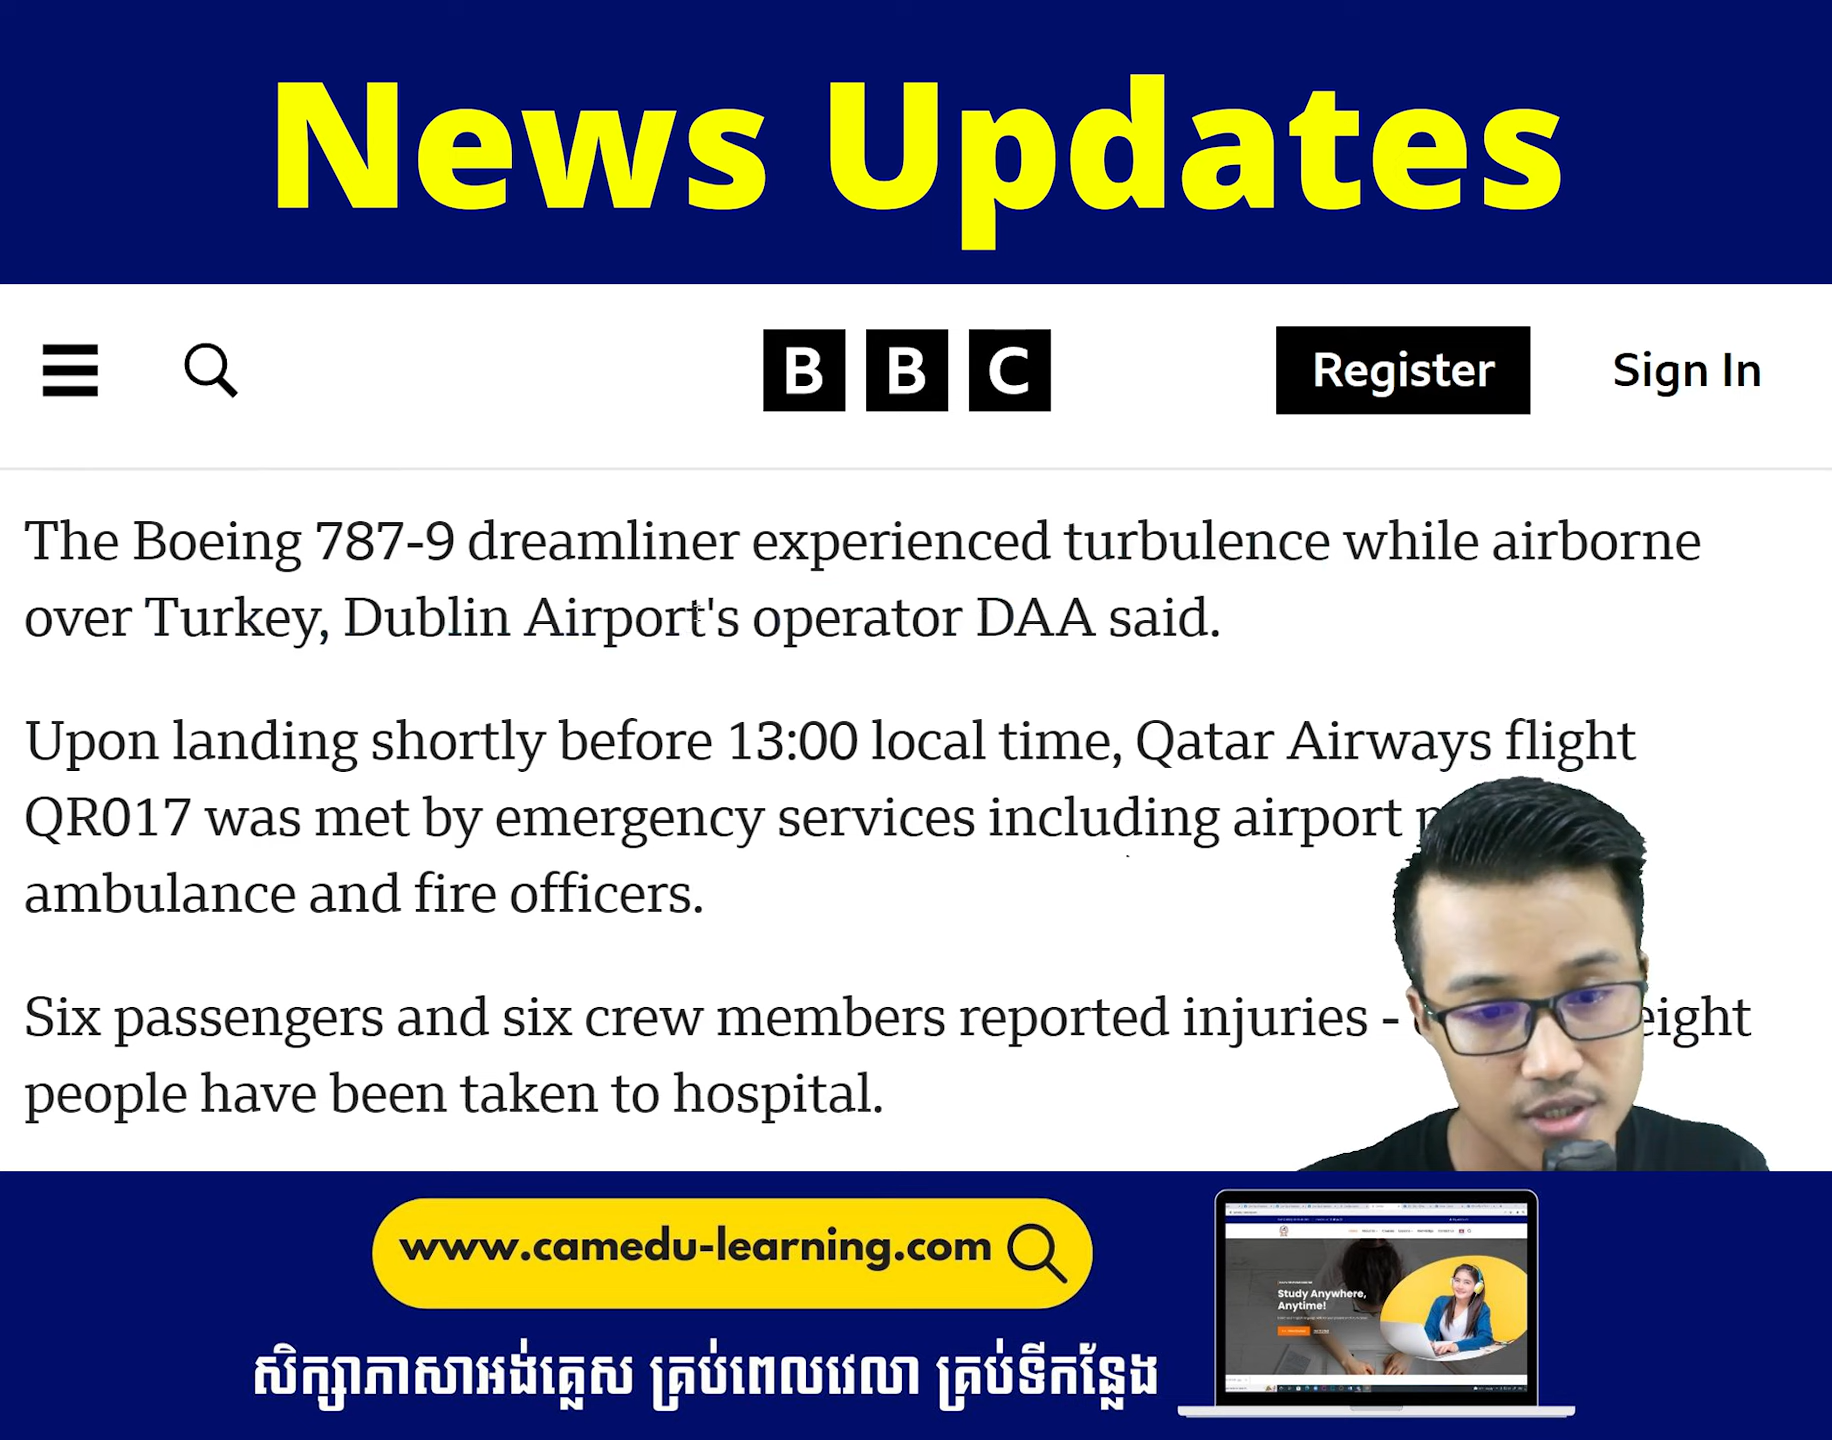 News Updates
BBC
Register
Sign In
The Boeing 787-9 dreamliner experienced turbulence while airborne
over Turkey, Dublin Airport's operator DAA said.
Upon landing shortly before 13:00 local time, Qatar Airways flight
QR017 was met by emergency services including airport
ambulance and fire officers.
Six passengers and six crew members reported injuries - eight
people have been taken to hospital.
www.camedu-learning.com
Study Anywhere,
Anytime!
សិក្សាភាសាអង់គ្លេស គ្រប់ពេលវេលា គ្រប់ទីកន្លែង